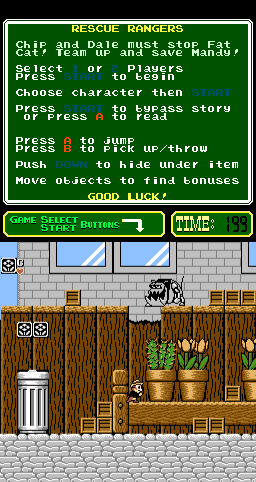 RESCUE RANGERS
Chip and Dale must stop Fat
Cat! Team up and save Mandy!
Select 1 or 2 Players
Press START to begin
Choose character then START
Press START to bypass story
or press A to read
Press A to jump
Press B to pick up/throw
Push DOWN to hide under item
Move objects to find bonuses
GOOD LUCK!
GAME SELECT
START BUTTONS
TIME: 199